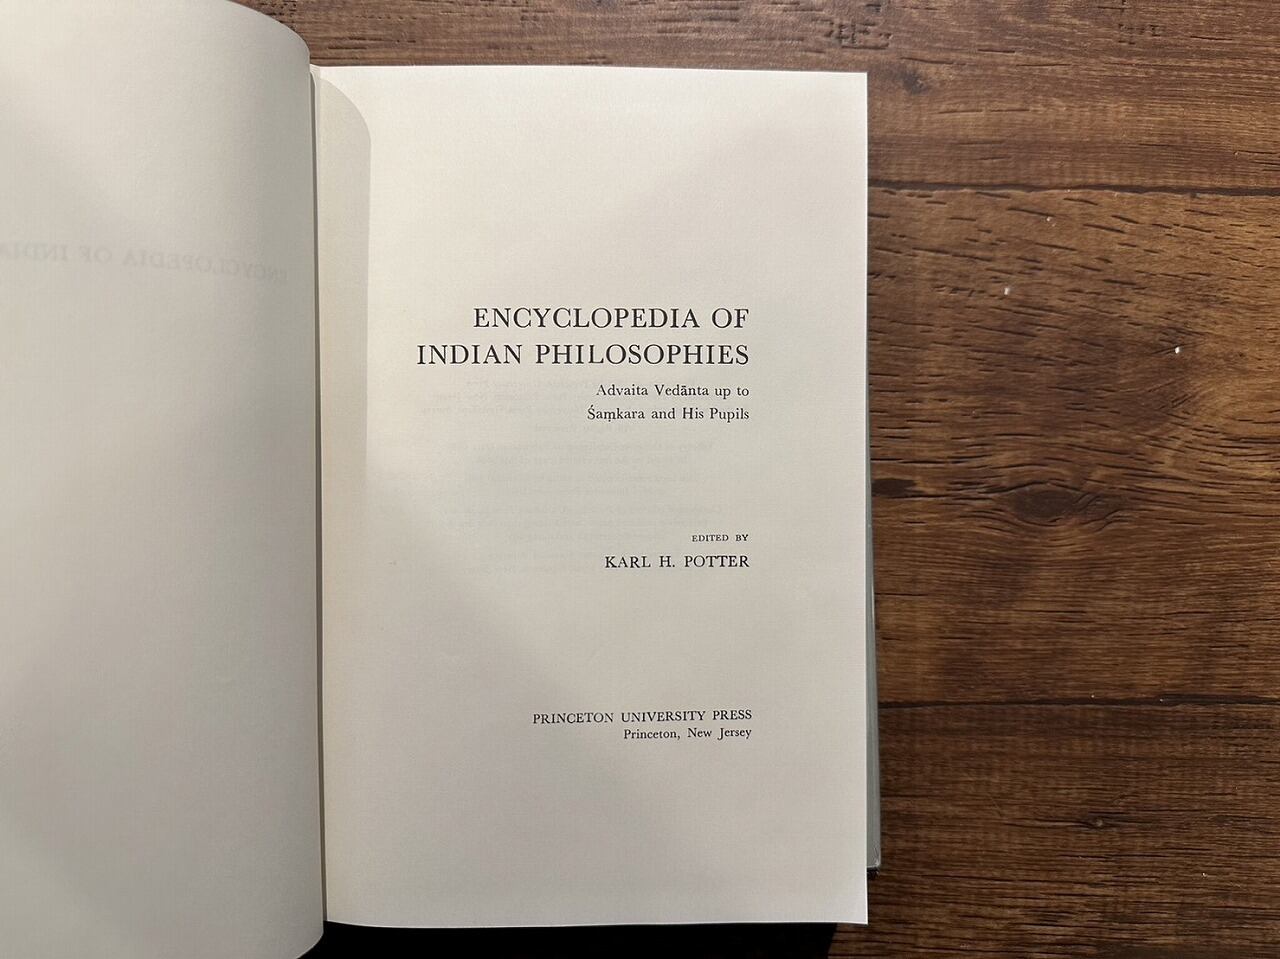 ENCYCLOPEDIA OF
INDIAN PHILOSOPHIES
Advaita Vedānta up to
Śaṃkara and His Pupils
EDITED BY
KARL H. POTTER
PRINCETON UNIVERSITY PRESS
Princeton, New Jersey